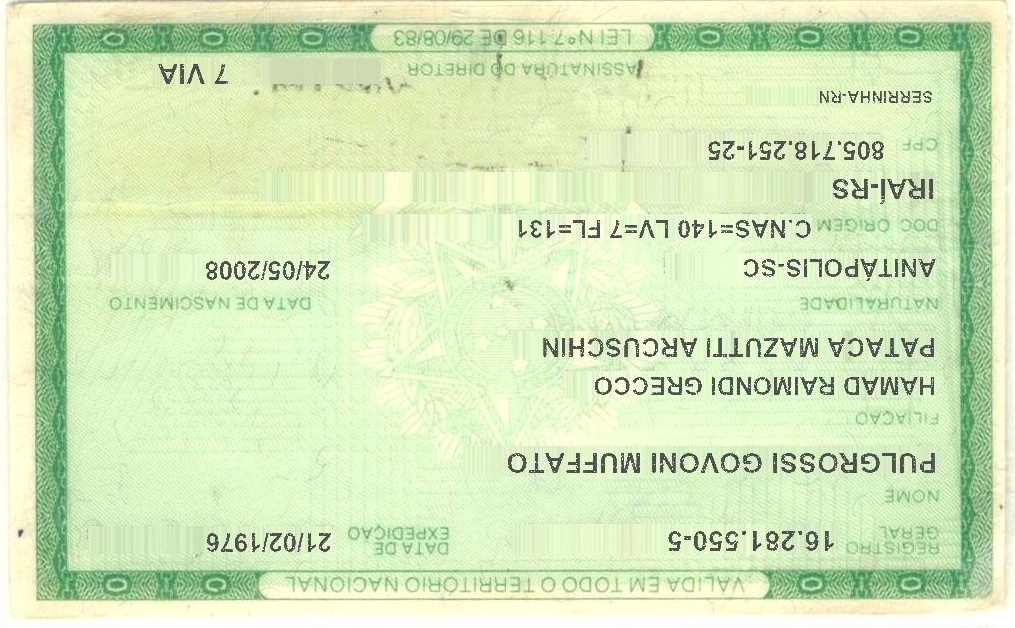 VÁLIDA EM TODO O TERRITÓRIO NACIONAL
REGISTRO GERAL 16.281.550-5 DATA DE EXPEDIÇÃO 21/02/1976
NOME
PULGROSSI GOVONI MUFFATO
FILIAÇÃO
HAMAD RAIMONDI GRECCO
PATACA MAZUTTI ARCUSCHIN
NATURALIDADE DATA DE NASCIMENTO
ANITÁPOLIS-SC 24/05/2008
DOC ORIGEM C.NAS=140 LV=7 FL=131
IRAÍ-RS
CPF 805.718.251-25
SERRINHA-RN
7 VIA
ASSINATURA DO DIRETOR
LEI Nº 7.116 DE 29/08/83